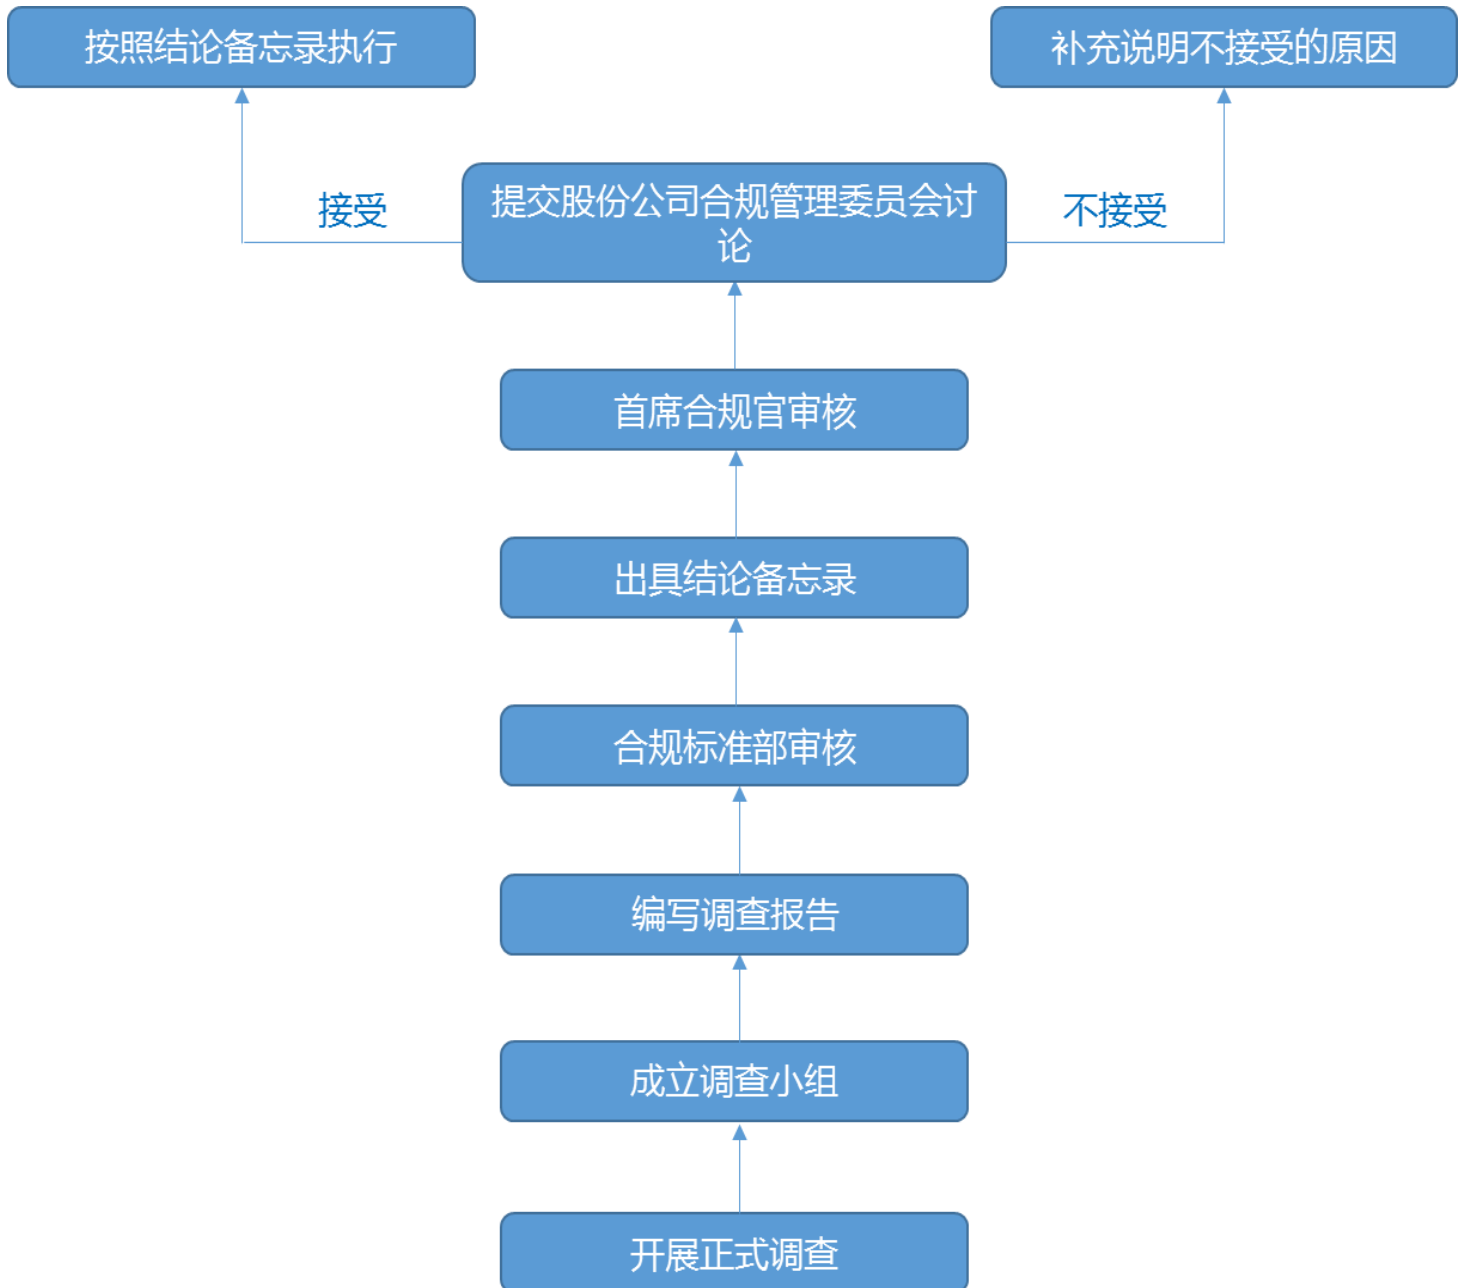 按照结论备忘录执行
补充说明不接受的原因
接受
提交股份公司合规管理委员会讨
论
不接受
首席合规官审核
出具结论备忘录
合规标准部审核
编写调查报告
成立调查小组
开展正式调查